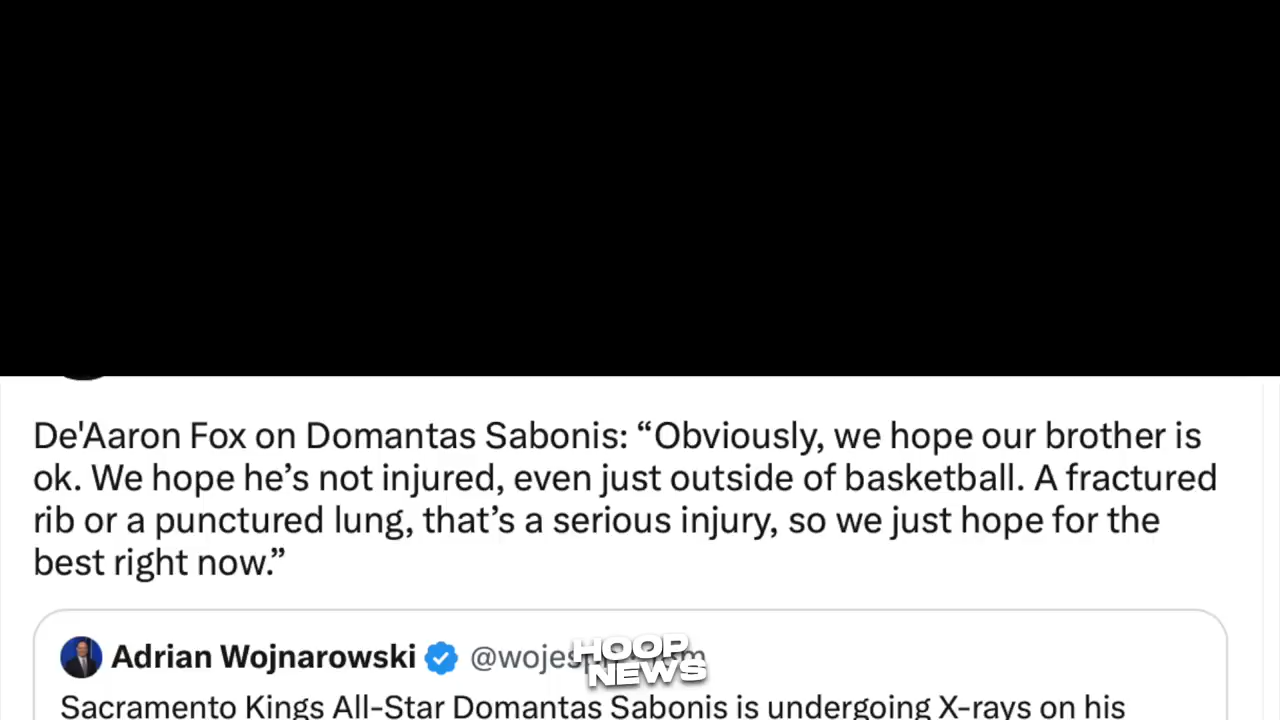 De'Aaron Fox on Domantas Sabonis: “Obviously, we hope our brother is
ok. We hope he’s not injured, even just outside of basketball. A fractured
rib or a punctured lung, that’s a serious injury, so we just hope for the
best right now.”
Adrian Wojnarowski
HOOP
NEWS
Sacramento Kings All-Star Domantas Sabonis is undergoing X-rays on his